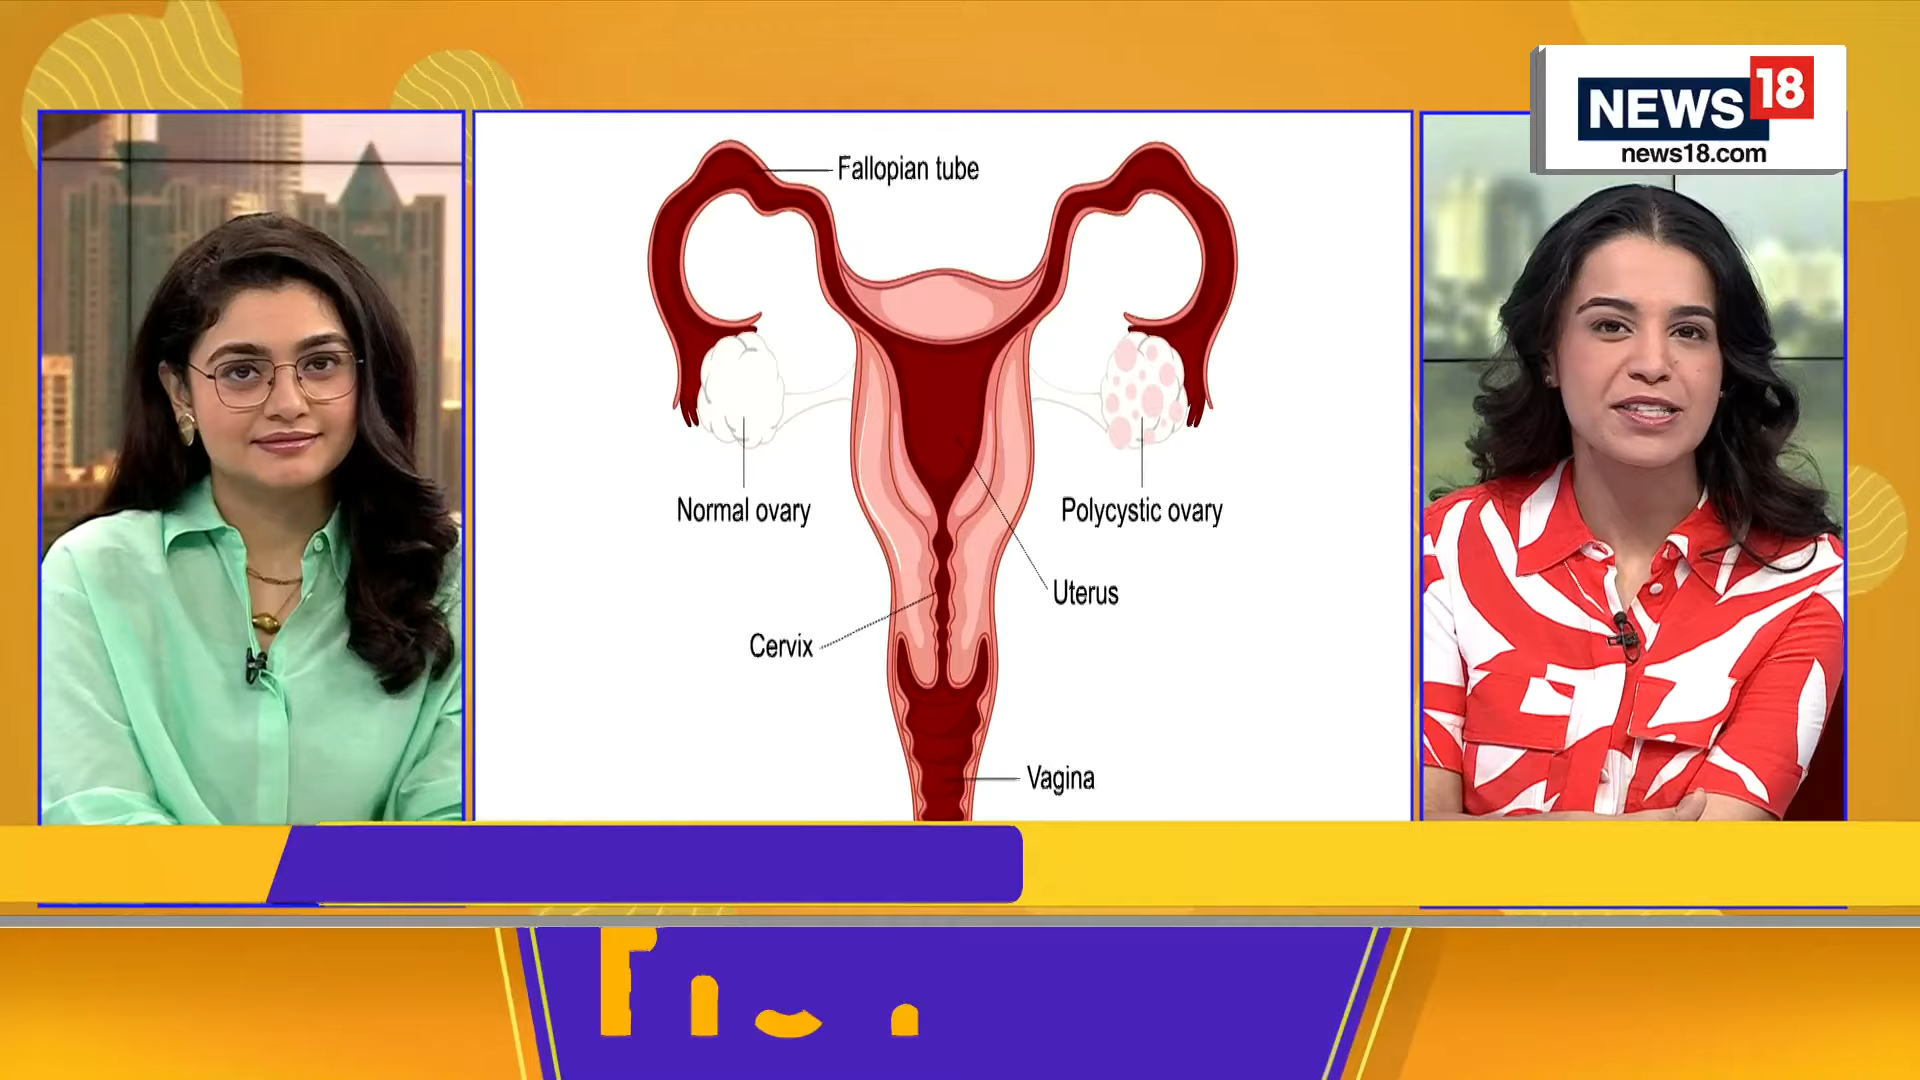 NEWS18
news18.com
Fallopian tube
Normal ovary
Polycystic ovary
Uterus
Cervix
Vagina